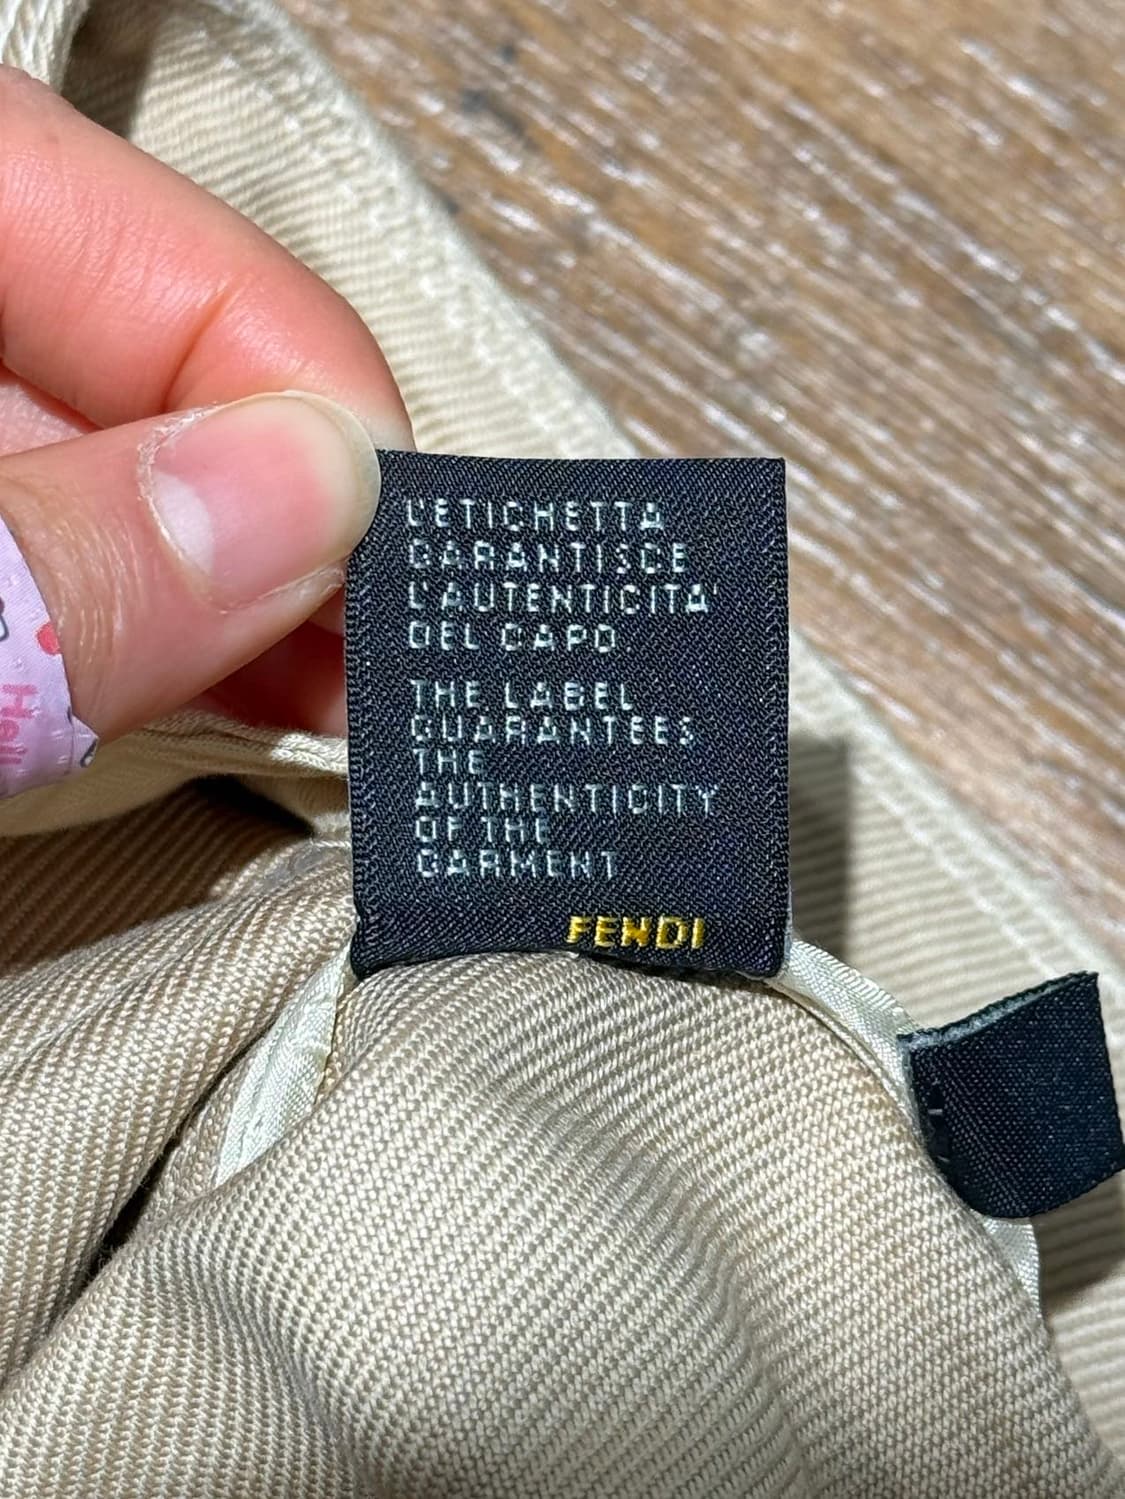 L'ETICHETTA
GARANTISCE
L'AUTENTICITA'
DEL CAPO.
THE LABEL
GUARANTEES
THE
AUTHENTICITY
OF THE
GARMENT
FENDI